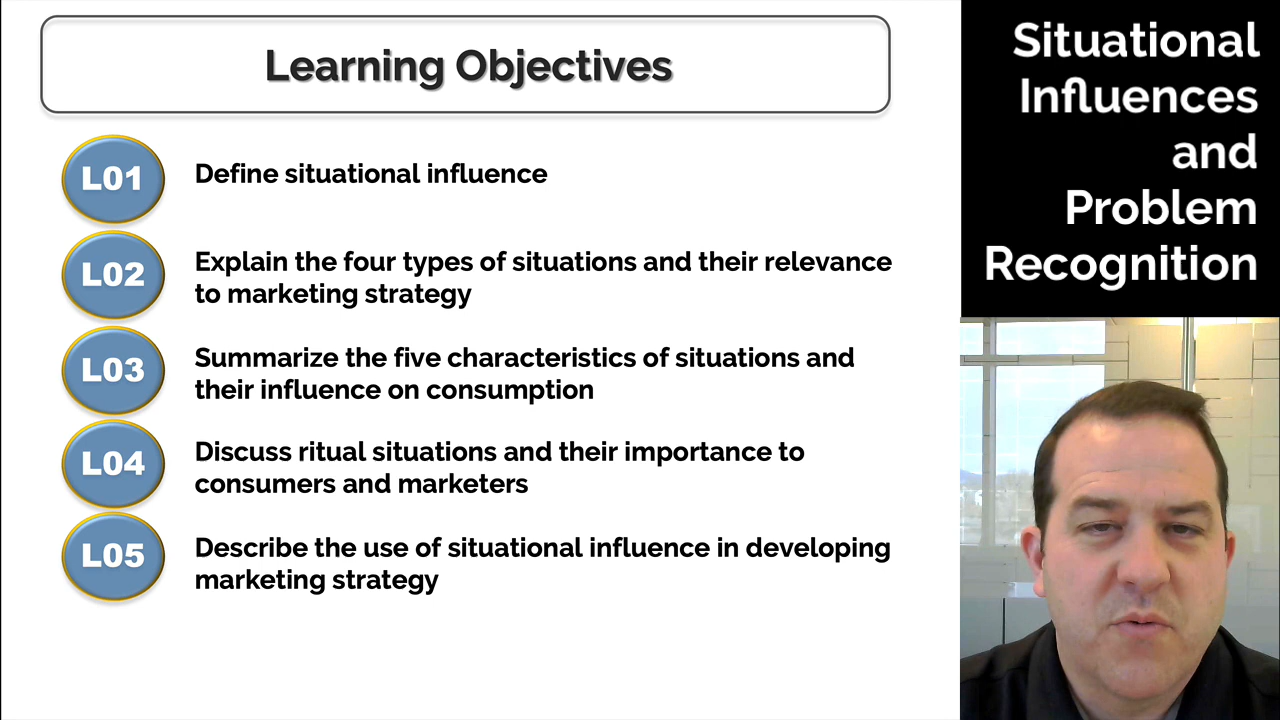 Learning Objectives
L01
Define situational influence
L02
Explain the four types of situations and their relevance
to marketing strategy
L03
Summarize the five characteristics of situations and
their influence on consumption
L04
Discuss ritual situations and their importance to
consumers and marketers
L05
Describe the use of situational influence in developing
marketing strategy
Situational
Influences
and
Problem
Recognition